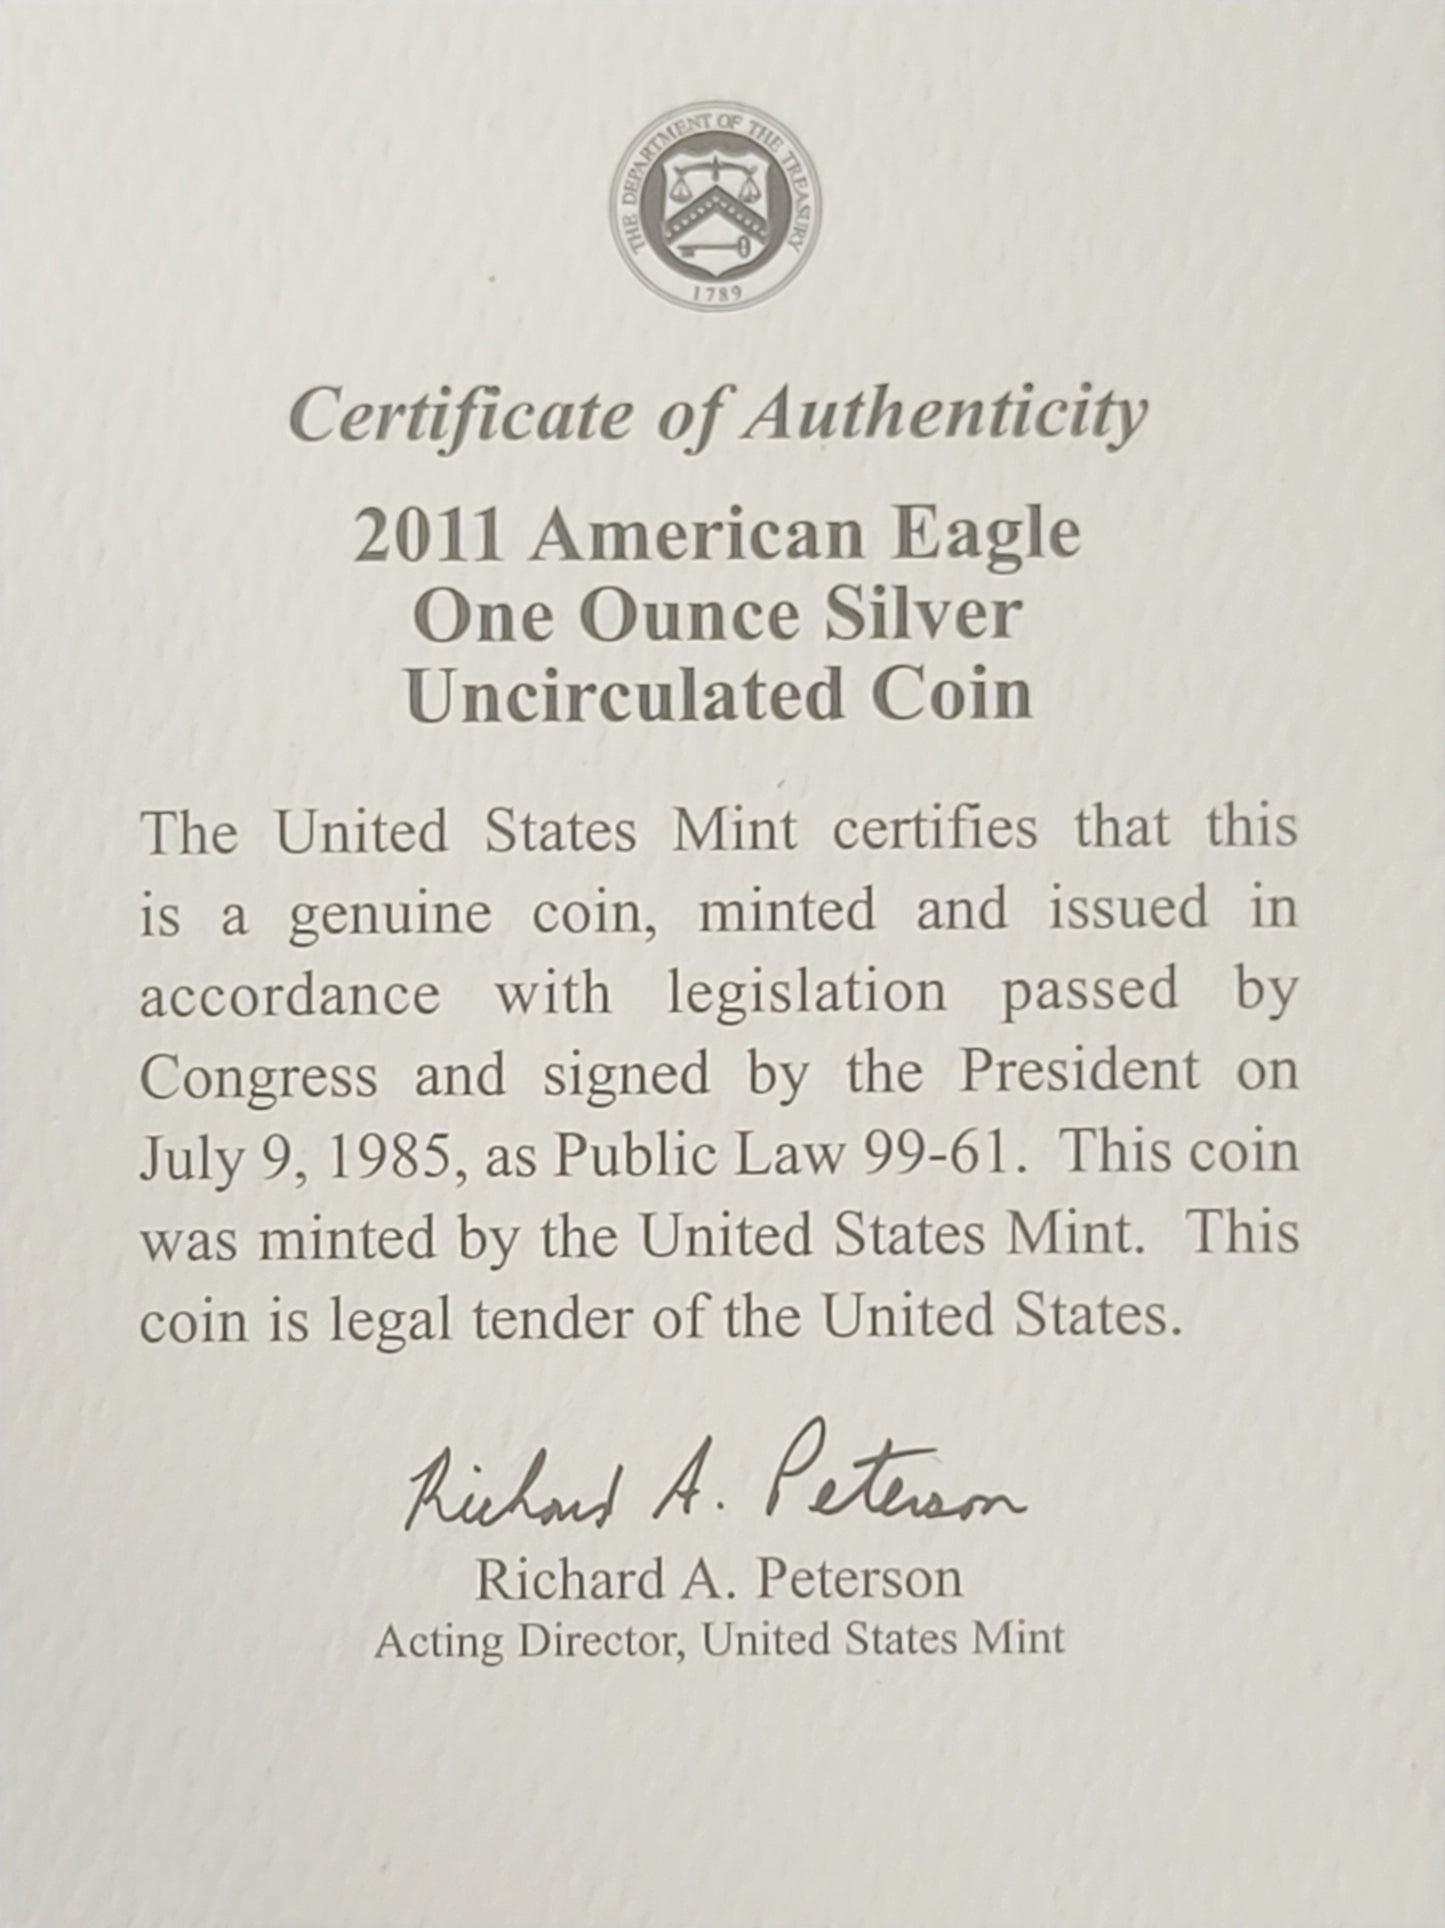 THE DEPARTMENT OF THE TREASURY
1789
Certificate of Authenticity
2011 American Eagle
One Ounce Silver
Uncirculated Coin
The United States Mint certifies that this
is a genuine coin, minted and issued in
accordance with legislation passed by
Congress and signed by the President on
July 9, 1985, as Public Law 99-61. This coin
was minted by the United States Mint. This
coin is legal tender of the United States.
Richard A. Peterson
Richard A. Peterson
Acting Director, United States Mint